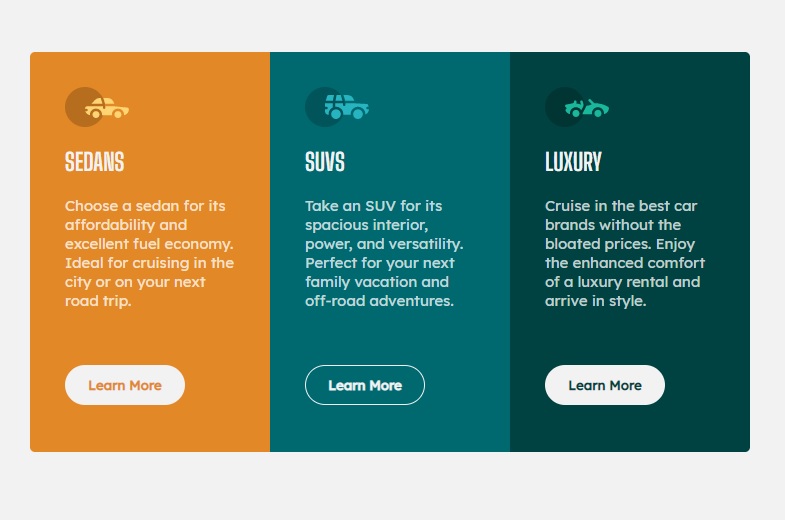 SEDANS
Choose a sedan for its
affordability and
excellent fuel economy.
Ideal for cruising in the
city or on your next
road trip.
Learn More
SUVS
Take an SUV for its
spacious interior,
power, and versatility.
Perfect for your next
family vacation and
off-road adventures.
Learn More
LUXURY
Cruise in the best car
brands without the
bloated prices. Enjoy
the enhanced comfort
of a luxury rental and
arrive in style.
Learn More